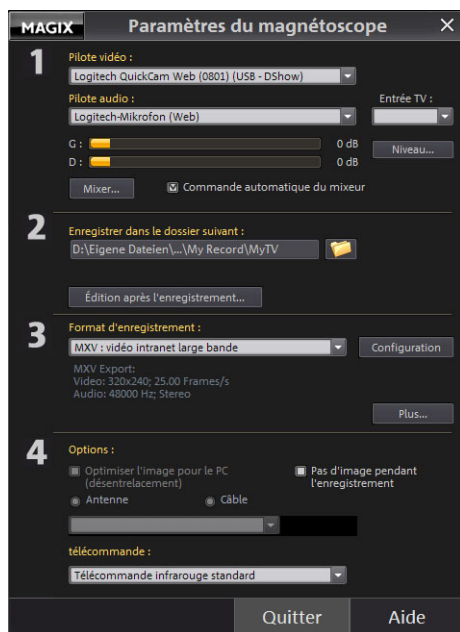 MAGIX Paramètres du magnétoscope
1
Pilote vidéo :
Logitech QuickCam Web (0801) (USB - DShow)
Pilote audio : Entrée TV :
Logitech-Mikrofon (Web)
G : 0 dB
D : 0 dB Niveau...
Mixer... Commande automatique du mixeur
2
Enregistrer dans le dossier suivant :
D:\Eigene Dateien\...\My Record\MyTV
Édition après l'enregistrement...
3
Format d'enregistrement :
MXV : vidéo intranet large bande Configuration
MXV Export:
Video: 320x240; 25.00 Frames/s
Audio: 48000 Hz; Stereo
Plus...
4
Options :
Optimiser l'image pour le PC Pas d'image pendant
(désentrelacement) l'enregistrement
Antenne Câble
télécommande :
Télécommande infrarouge standard
Quitter Aide